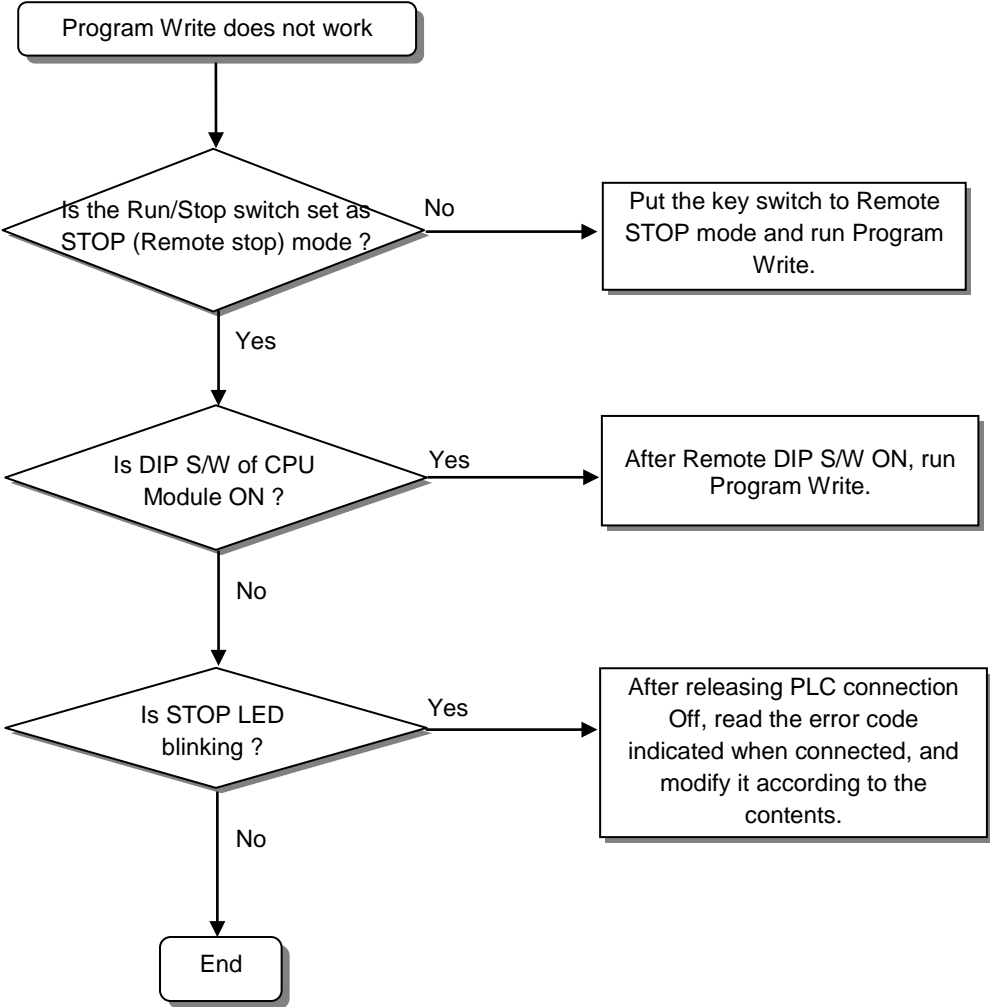 Program Write does not work
Is the Run/Stop switch set as
STOP (Remote stop) mode ?
No
Put the key switch to Remote
STOP mode and run Program
Write.
Yes
Is DIP S/W of CPU
Module ON ?
Yes
After Remote DIP S/W ON, run
Program Write.
No
Is STOP LED
blinking ?
Yes
After releasing PLC connection
Off, read the error code
indicated when connected, and
modify it according to the
contents.
No
End